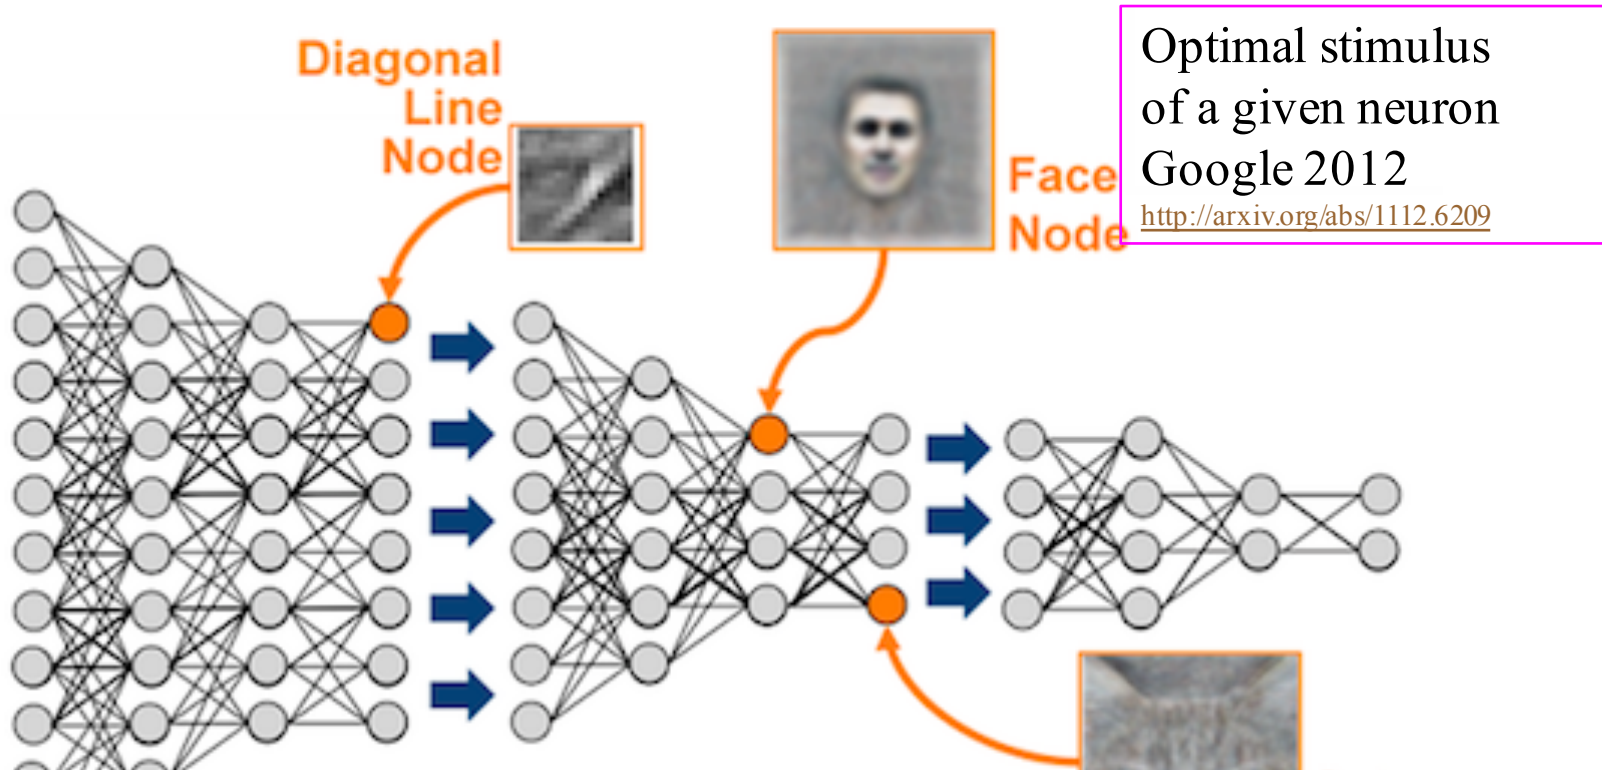 Diagonal
Line
Node
Face
Node
Optimal stimulus
of a given neuron
Google 2012
http://arxiv.org/abs/1112.6209